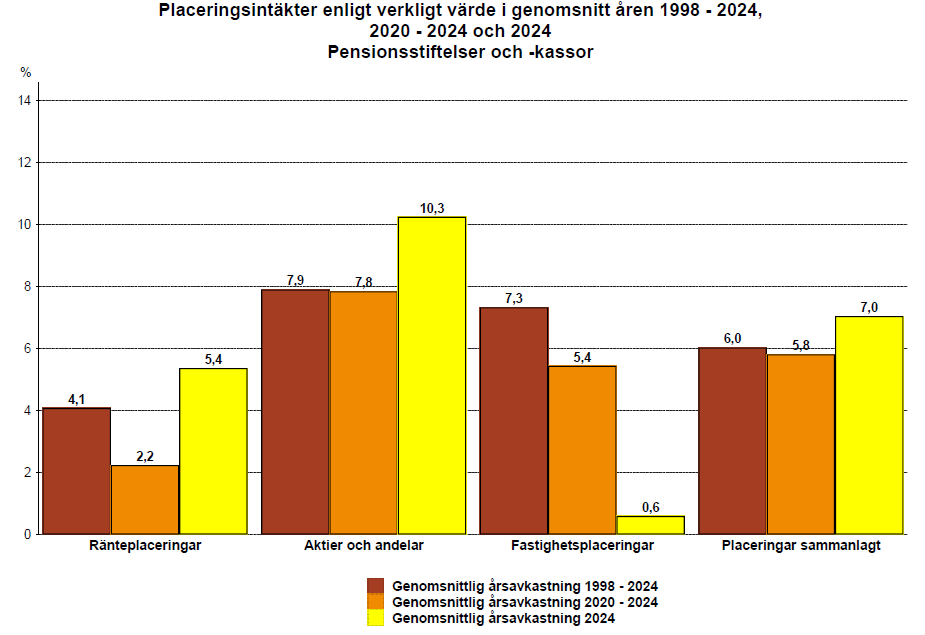 Placeringsintäkter enligt verkligt värde i genomsnitt åren 1998 - 2024,
2020 - 2024 och 2024
Pensionsstiftelser och -kassor
%
14
12
10
8
6
4
2
0
4,1
2,2
5,4
7,9
7,8
10,3
7,3
5,4
0,6
6,0
5,8
7,0
Ränteplaceringar
Aktier och andelar
Fastighetsplaceringar
Placeringar sammanlagt
Genomsnittlig årsavkastning 1998 - 2024
Genomsnittlig årsavkastning 2020 - 2024
Genomsnittlig årsavkastning 2024